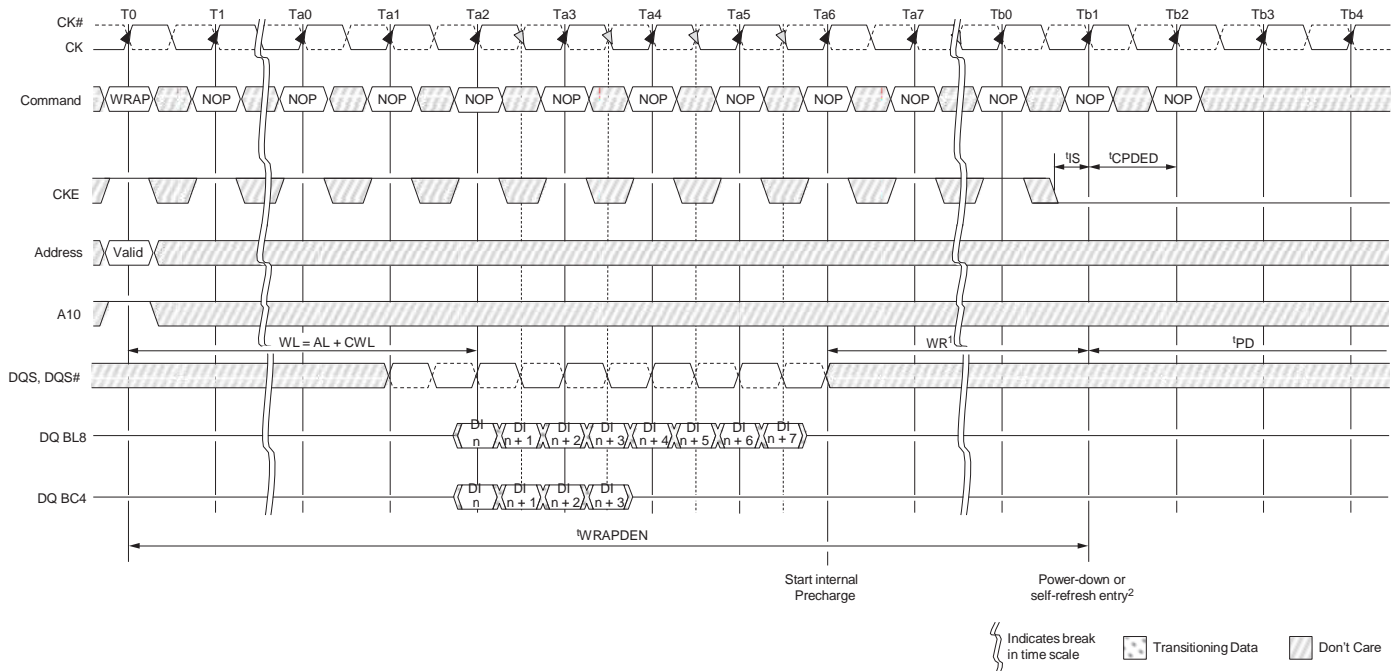 T0 T1 Ta0 Ta1 Ta2 Ta3 Ta4 Ta5 Ta6 Ta7 Tb0 Tb1 Tb2 Tb3 Tb4
CK#
CK
Command WRAP NOP NOP NOP NOP NOP NOP NOP NOP NOP NOP NOP NOP
tIS tCPDED
CKE
Address Valid
A10
WL = AL + CWL WR1 tPD
DQS, DQS#
DQ BL8 DI n DI n + 1 DI n + 2 DI n + 3 DI n + 4 DI n + 5 DI n + 6 DI n + 7
DQ BC4 DI n DI n + 1 DI n + 2 DI n + 3
tWRAPDEN
Start internal
Precharge
Power-down or
self-refresh entry2
Indicates break
in time scale
Transitioning Data
Don't Care